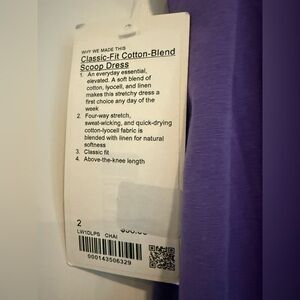 WHY WE MADE THIS
Classic-Fit Cotton-Blend
Scoop Dress
1. An everyday essential,
elevated. A soft blend of
cotton, lyocell, and linen
makes this stretchy dress a
first choice any day of the
week
2. Four-way stretch,
sweat-wicking, and quick-drying
cotton-lyocell fabric is
blended with linen for natural
softness
3. Classic fit
4. Above-the-knee length
2
LW1DLPS CHAI
000143506329